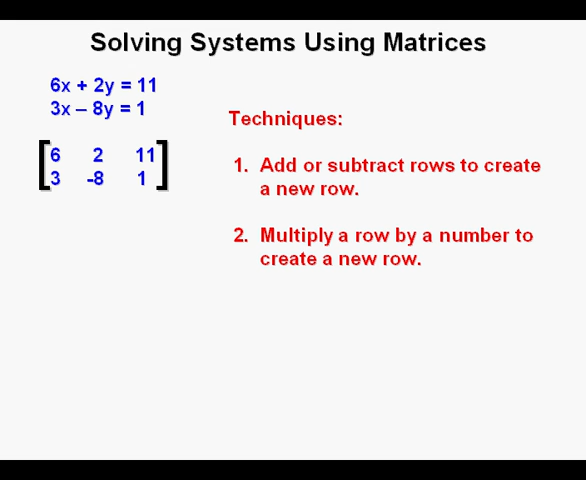 Solving Systems Using Matrices
6x + 2y = 11
3x – 8y = 1
6 2 11
3 -8 1
Techniques:
1. Add or subtract rows to create
a new row.
2. Multiply a row by a number to
create a new row.